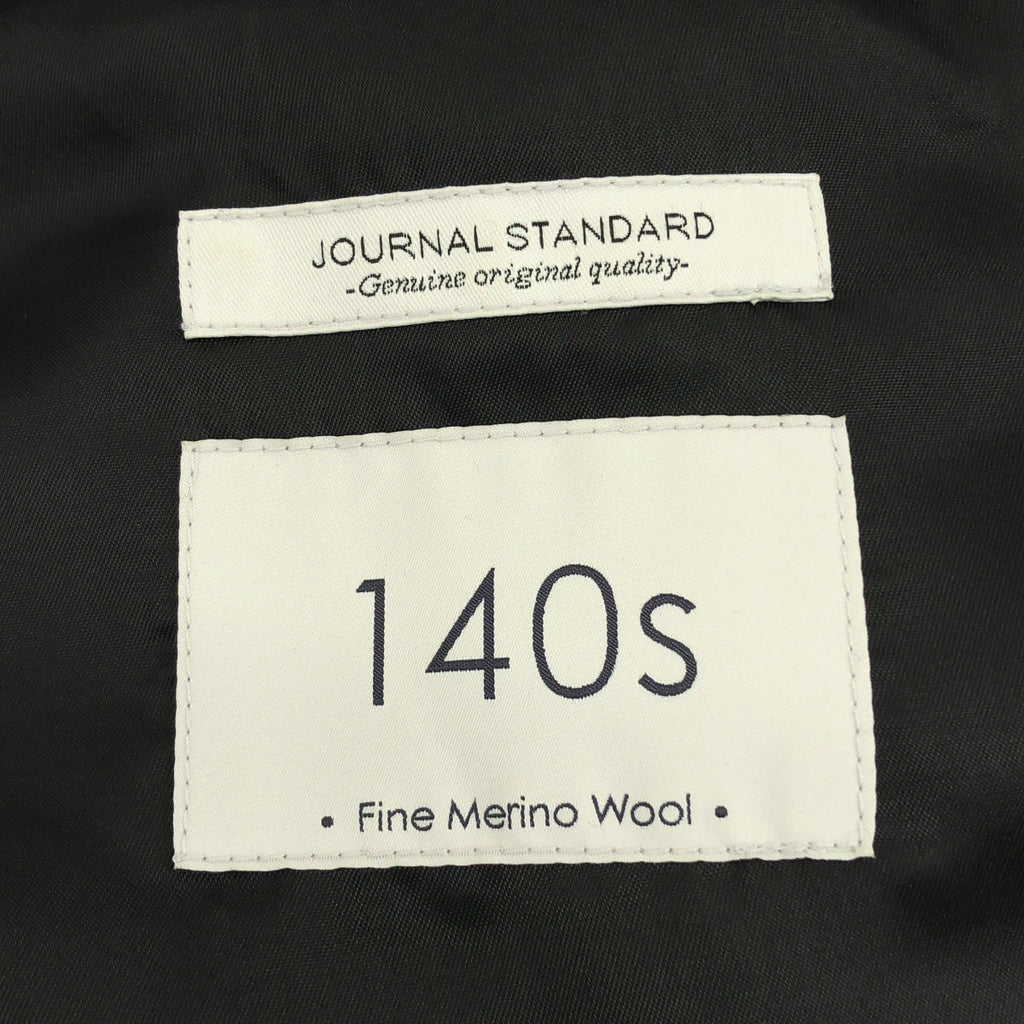 JOURNAL STANDARD
-Genuine original quality-
140s
• Fine Merino Wool •